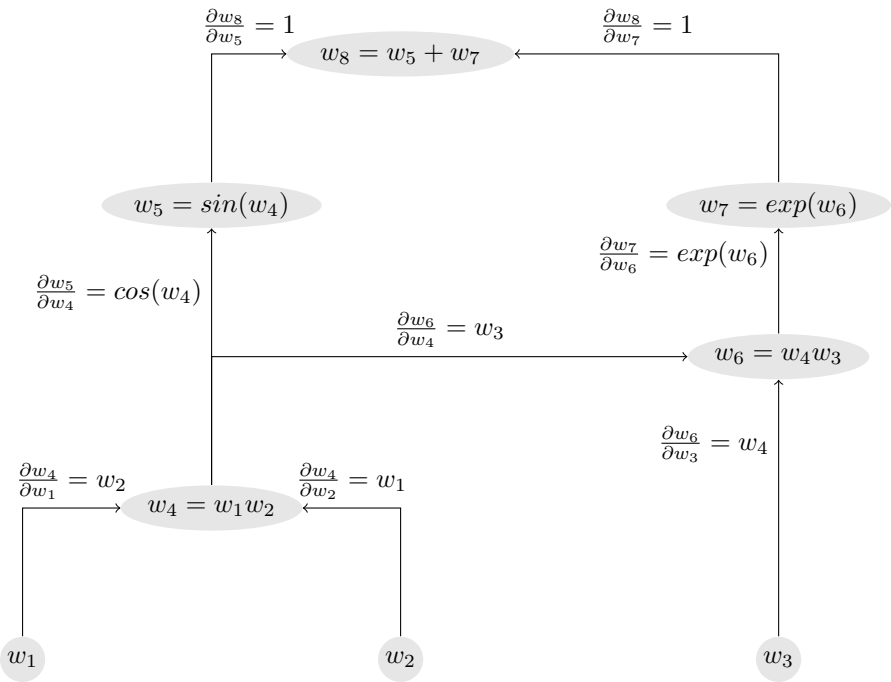 ∂w₈/∂w₅ = 1
∂w₈/∂w₇ = 1
w₈ = w₅ + w₇
w₅ = sin(w₄)
w₇ = exp(w₆)
∂w₇/∂w₆ = exp(w₆)
∂w₅/∂w₄ = cos(w₄)
∂w₆/∂w₄ = w₃
w₆ = w₄w₃
∂w₆/∂w₃ = w₄
∂w₄/∂w₁ = w₂
∂w₄/∂w₂ = w₁
w₄ = w₁w₂
w₁
w₂
w₃